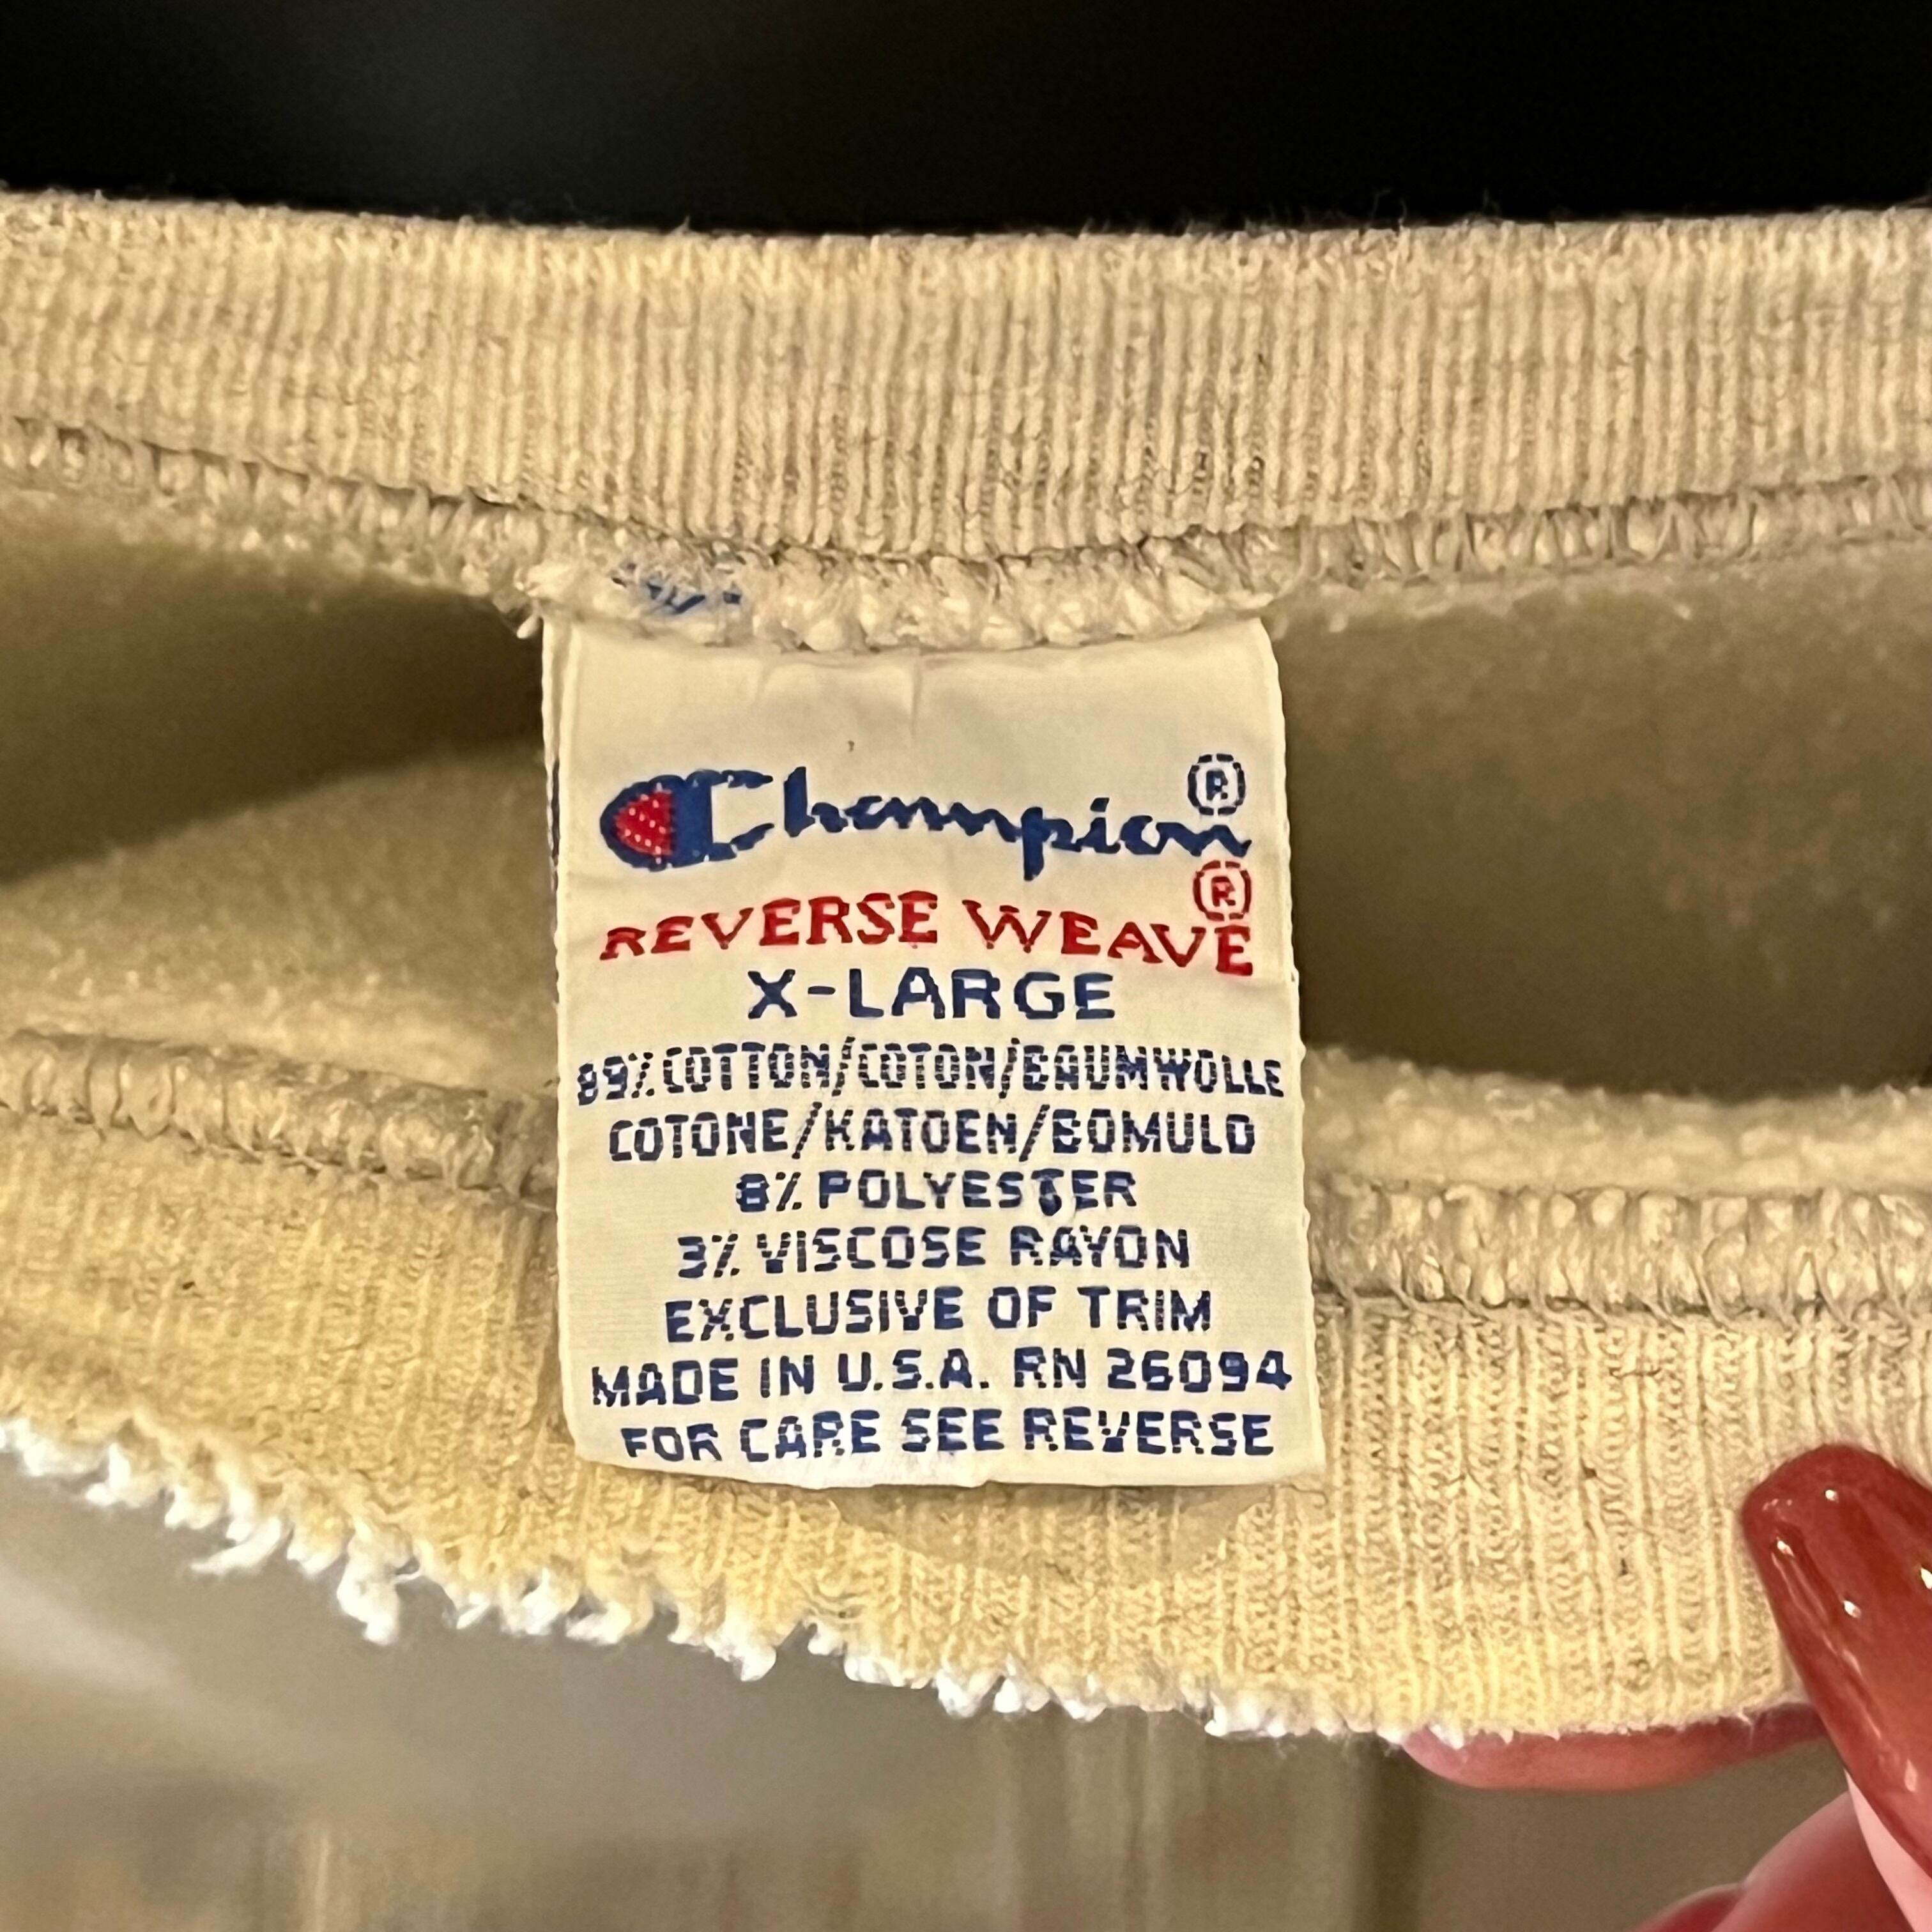 Champion®
REVERSE WEAVE®
X-LARGE
89% COTTON/COTON/BAUMWOLLE
COTONE/KATOEN/BOMULD
8% POLYESTER
3% VISCOSE RAYON
EXCLUSIVE OF TRIM
MADE IN U.S.A. RN 26094
FOR CARE SEE REVERSE